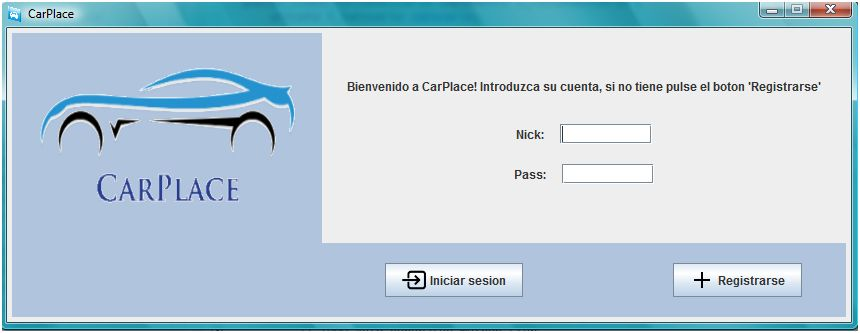 CarPlace
Bienvenido a CarPlace! Introduzca su cuenta, si no tiene pulse el boton 'Registrarse'
Nick:
Pass:
CARPLACE
Iniciar sesion
Registrarse